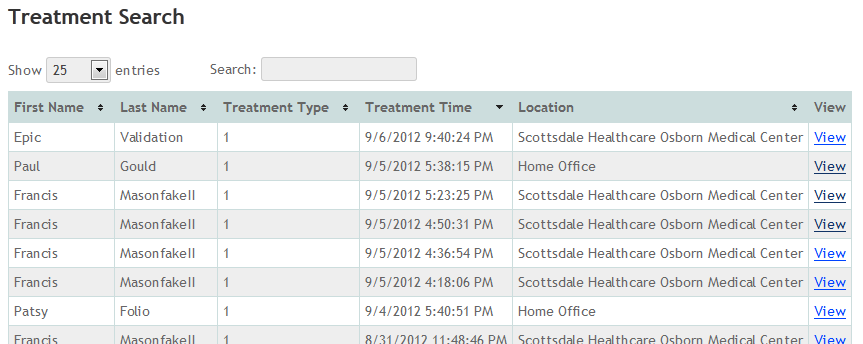 Treatment Search
Show 25 entries Search:
First Name Last Name Treatment Type Treatment Time Location View
Epic Validation 1 9/6/2012 9:40:24 PM Scottsdale Healthcare Osborn Medical Center View
Paul Gould 1 9/5/2012 5:38:15 PM Home Office View
Francis MasonfakeII 1 9/5/2012 5:23:25 PM Scottsdale Healthcare Osborn Medical Center View
Francis MasonfakeII 1 9/5/2012 4:50:31 PM Scottsdale Healthcare Osborn Medical Center View
Francis MasonfakeII 1 9/5/2012 4:36:54 PM Scottsdale Healthcare Osborn Medical Center View
Francis MasonfakeII 1 9/5/2012 4:18:06 PM Scottsdale Healthcare Osborn Medical Center View
Patsy Folio 1 9/4/2012 5:40:51 PM Home Office View
Francis MasonfakeII 1 8/31/2012 11:48:46 PM Scottsdale Healthcare Osborn Medical Center View